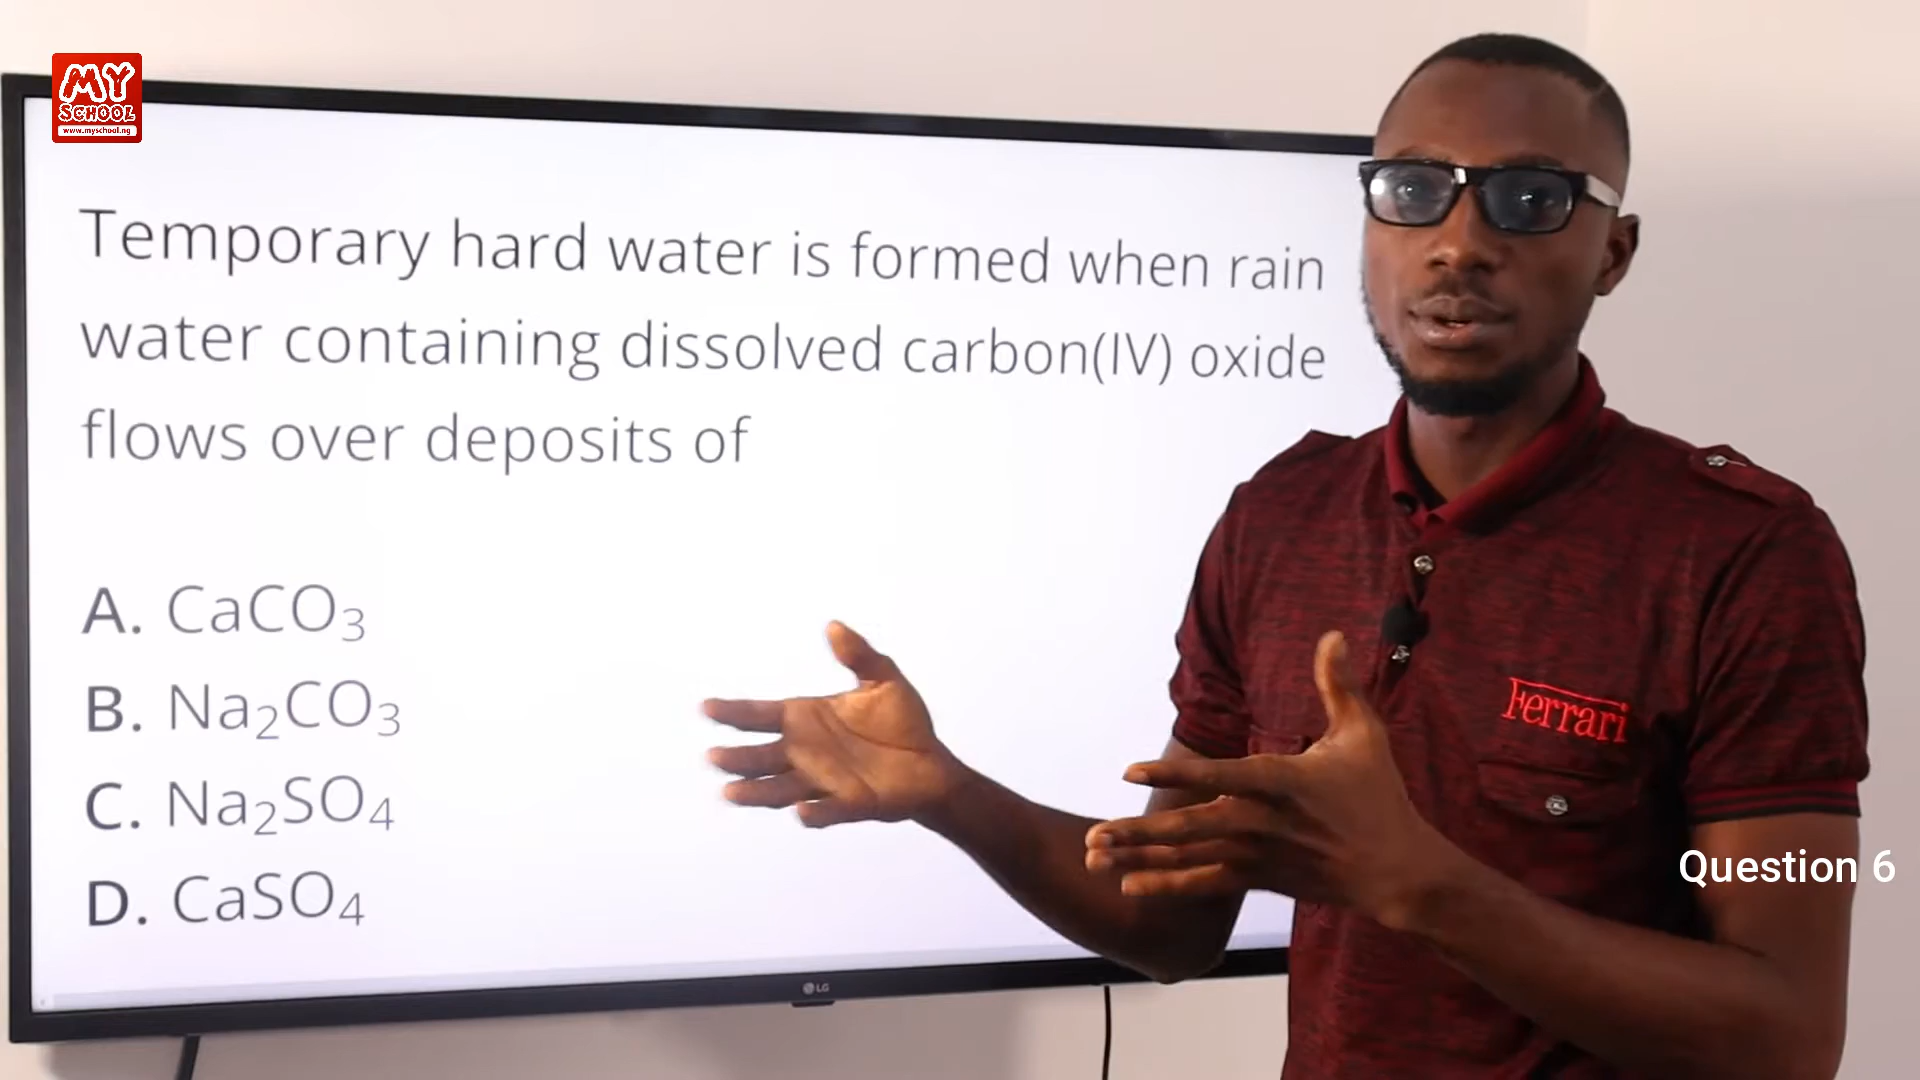 MY
SCHOOL
www.myschool.ng
Temporary hard water is formed when rain
water containing dissolved carbon(IV) oxide
flows over deposits of
A. CaCO₃
B. Na₂CO₃
C. Na₂SO₄
D. CaSO₄
Ferrari
Question 6
LG